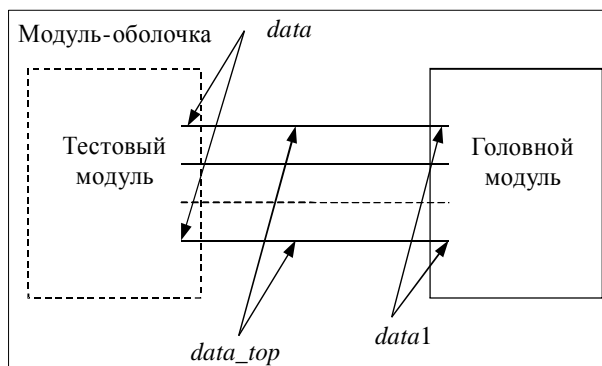 Модуль-оболочка
data
Тестовый
модуль
Головной
модуль
data_top
data1